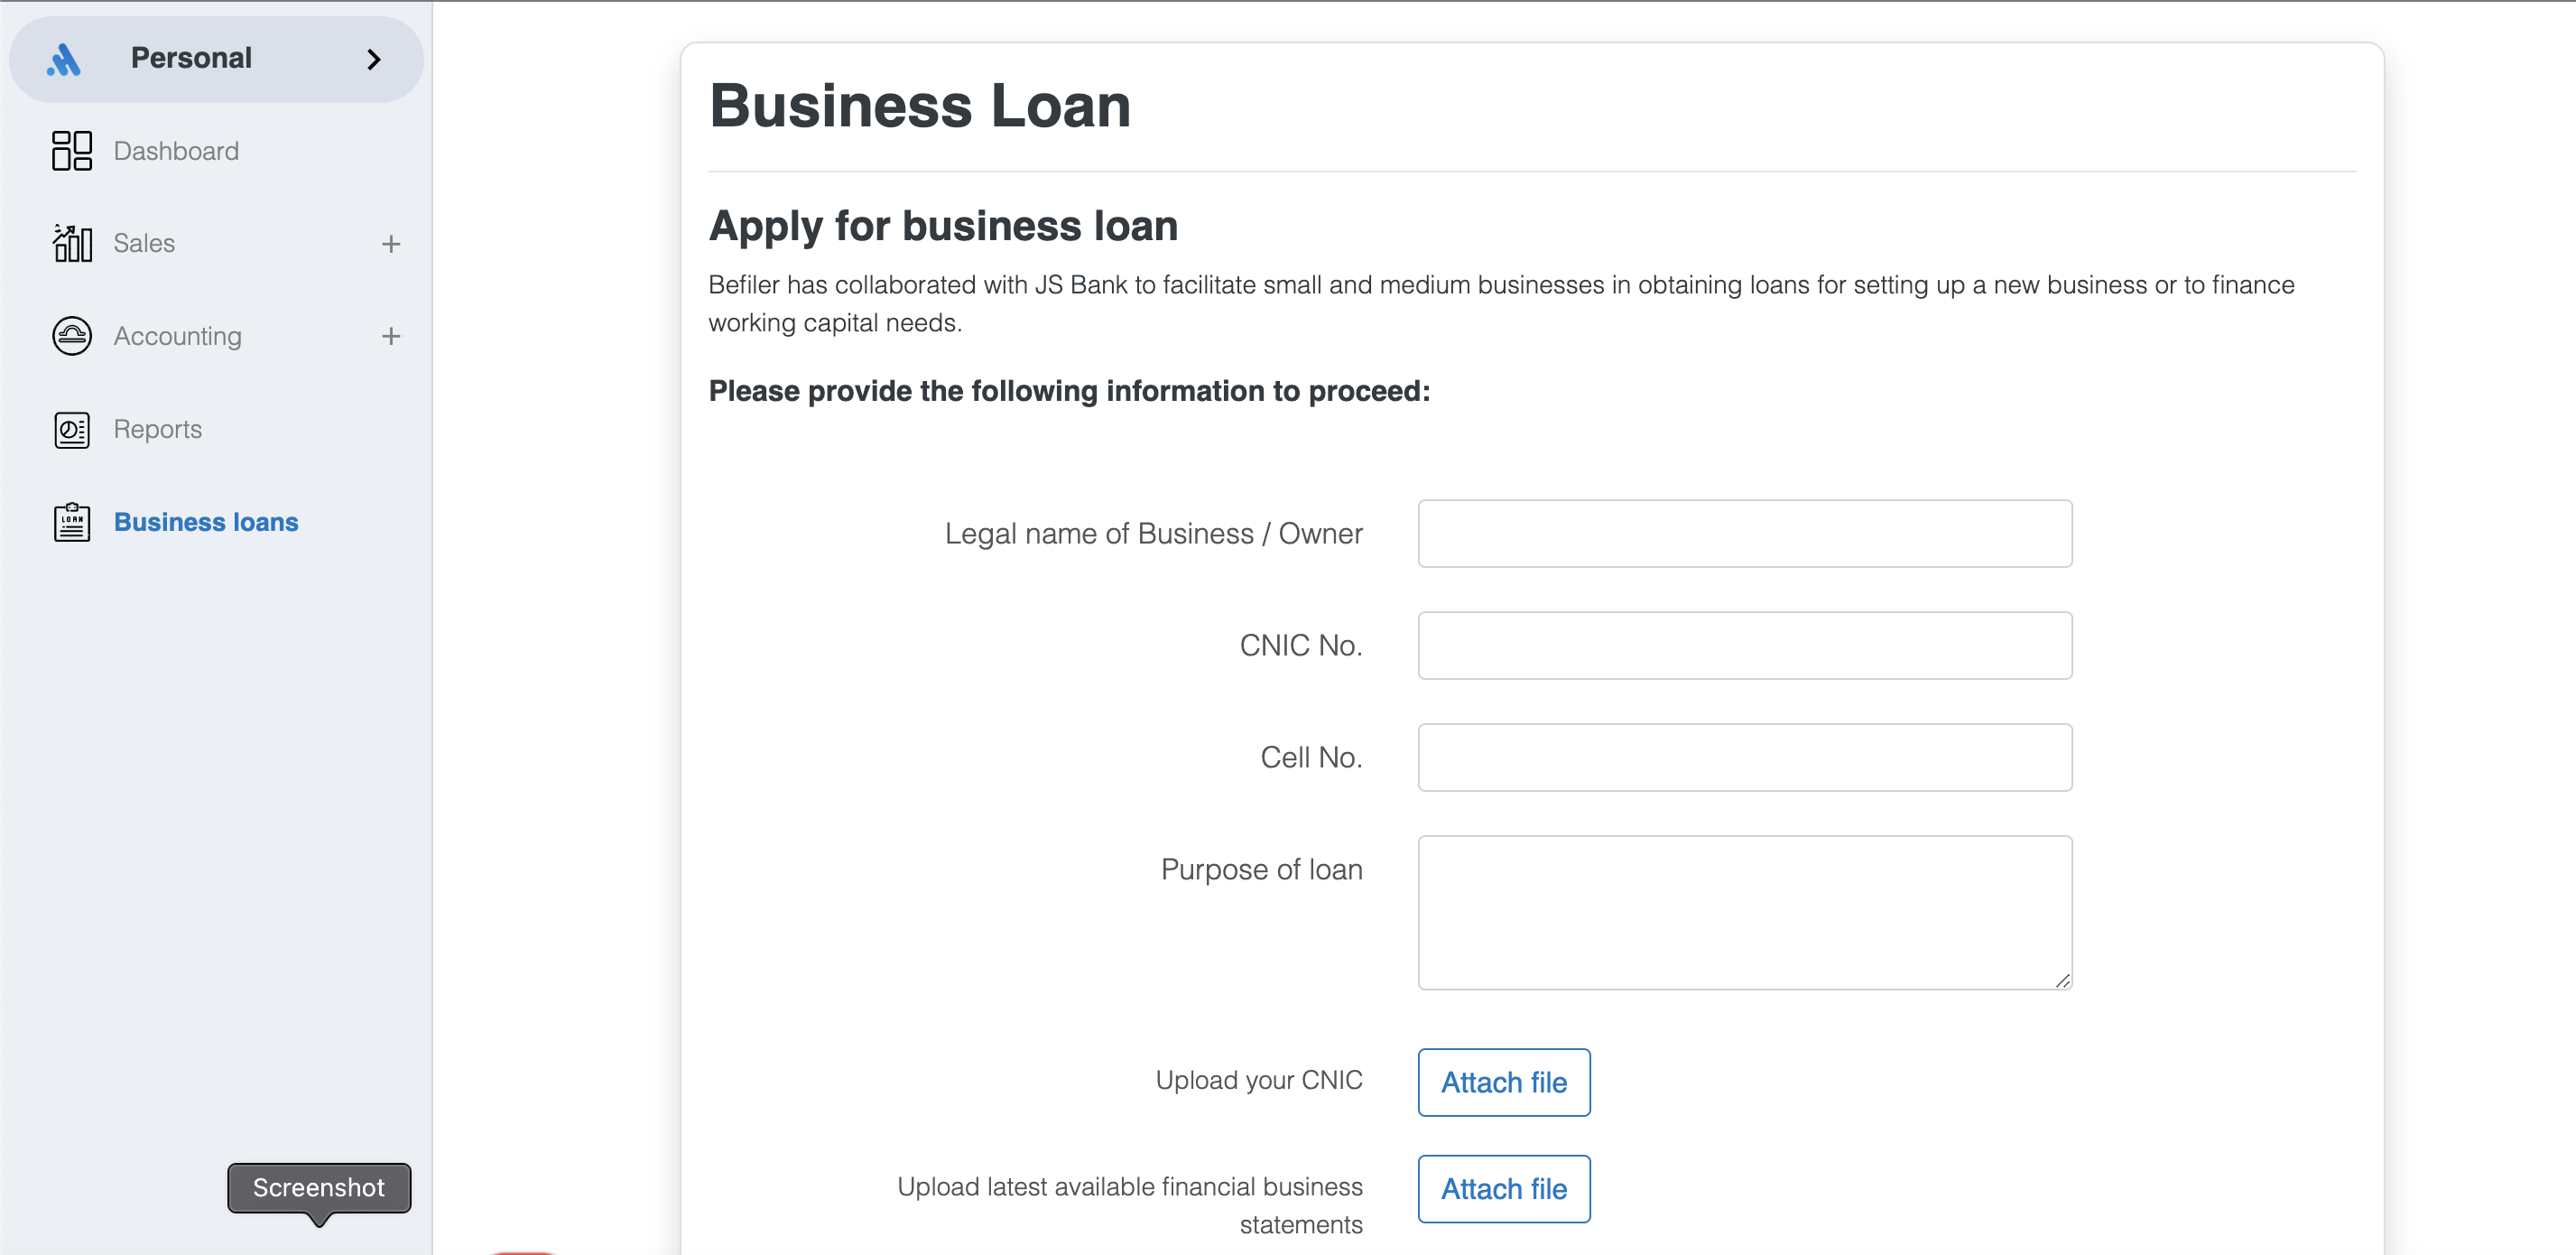 Personal
Dashboard
Sales
Accounting
Reports
LOAN
Business loans
Screenshot
Business Loan
Apply for business loan
Befiler has collaborated with JS Bank to facilitate small and medium businesses in obtaining loans for setting up a new business or to finance
working capital needs.
Please provide the following information to proceed:
Legal name of Business / Owner
CNIC No.
Cell No.
Purpose of loan
Upload your CNIC
Attach file
Upload latest available financial business
statements
Attach file